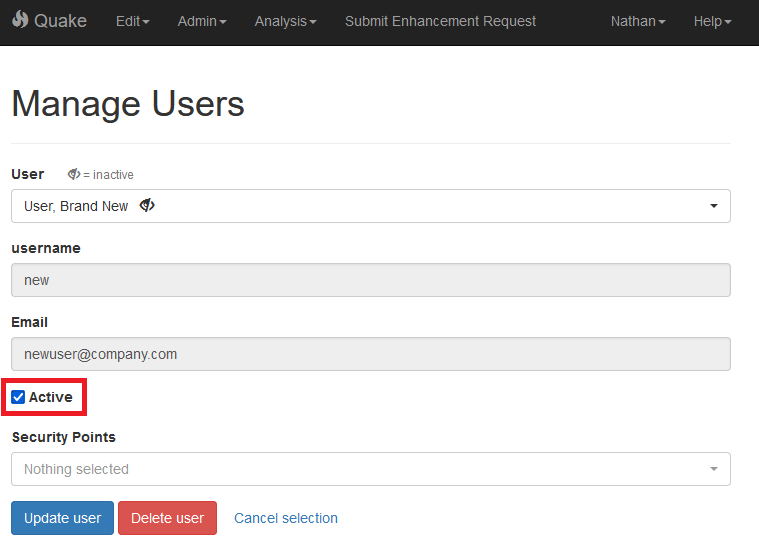 Quake Edit Admin Analysis Submit Enhancement Request Nathan Help
Manage Users
User = inactive
User, Brand New
username
new
Email
newuser@company.com
Active
Security Points
Nothing selected
Update user Delete user Cancel selection